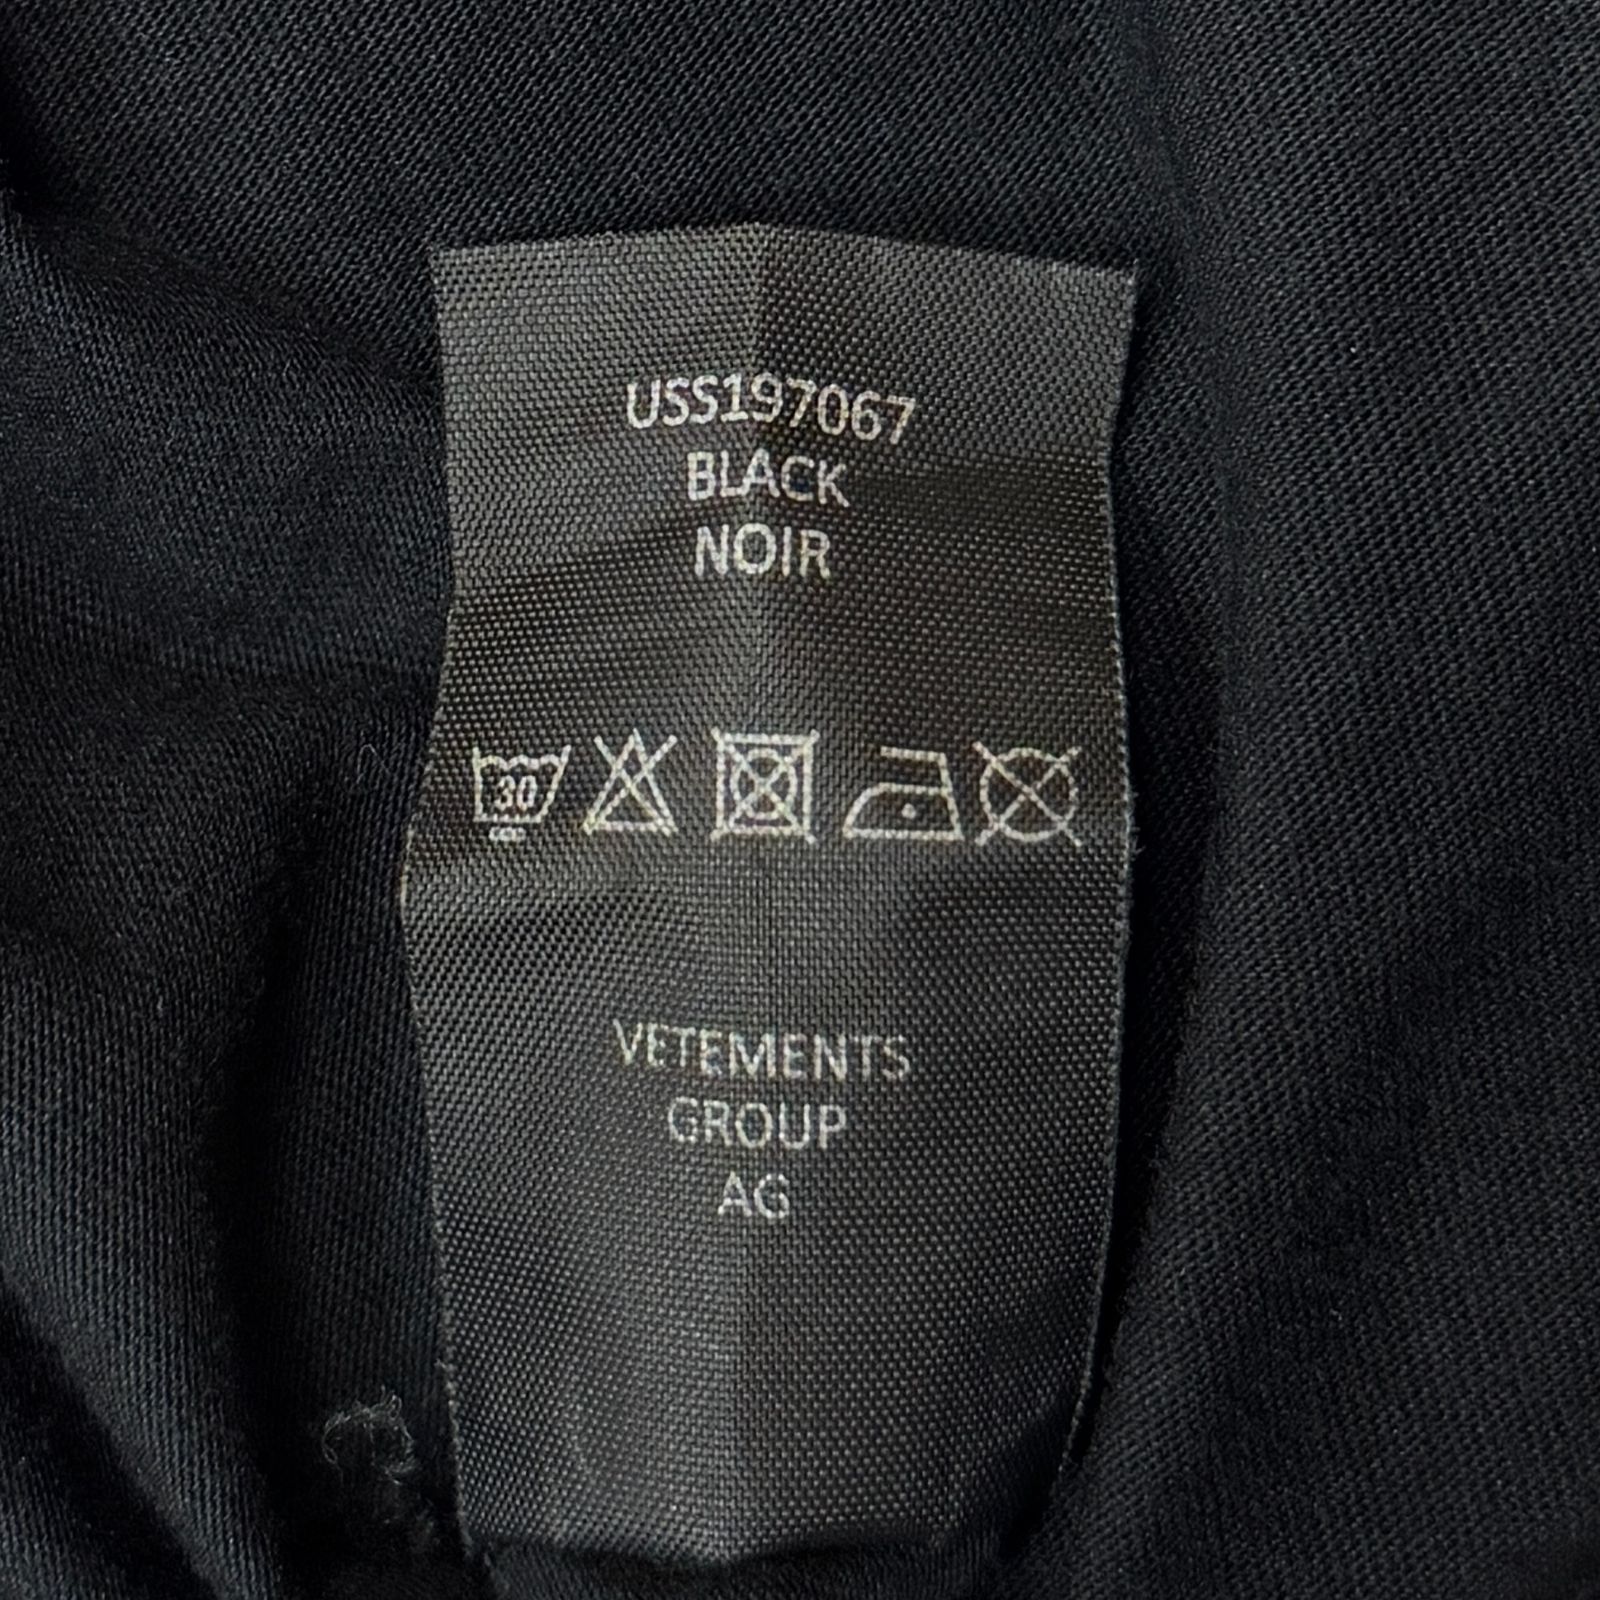 USS197067
BLACK
NOIR
30
VETEMENTS
GROUP
AG